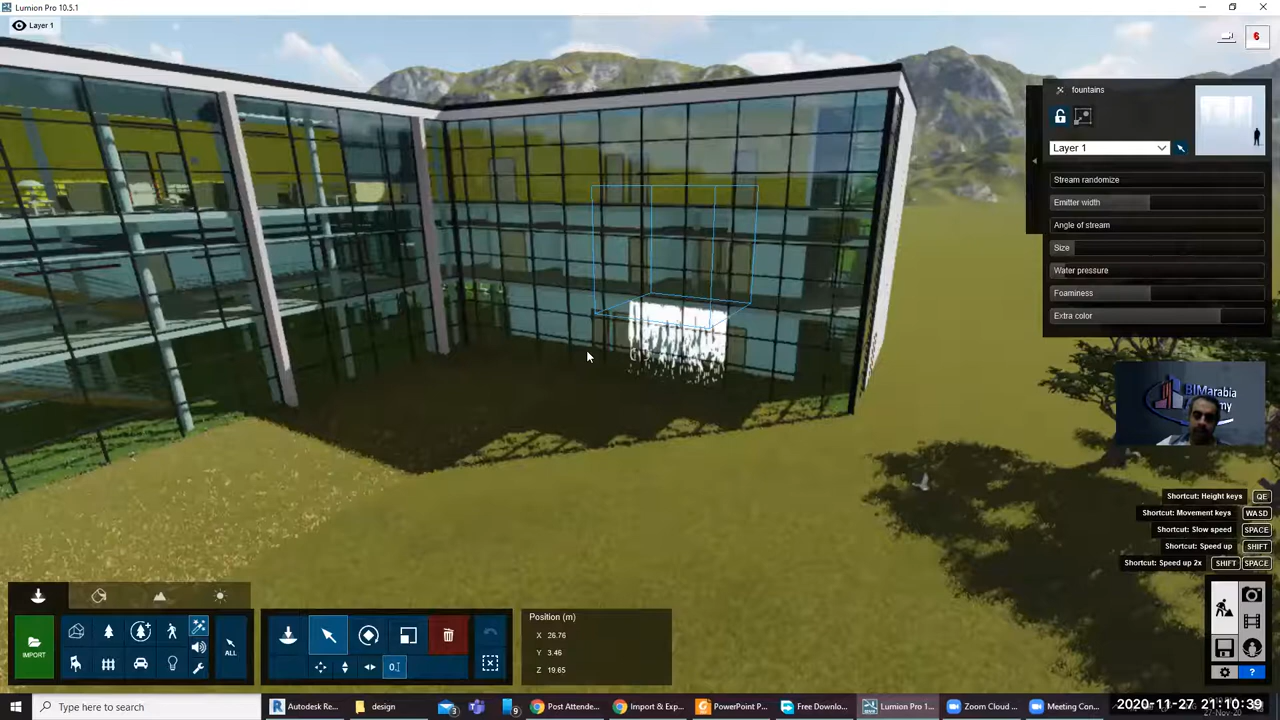 Lumion Pro 10.5.1
Layer 1
6
fountains
Layer 1
Stream randomize
Emitter width
Angle of stream
Size
Water pressure
Foaminess
Extra color
BIMarabia
Shortcut: Height keys QE
Shortcut: Movement keys WASD
Shortcut: Slow speed SPACE
Shortcut: Speed up SHIFT
Shortcut: Speed up 2x SHIFT SPACE
IMPORT
ALL
Position (m)
X 26.76
Y 3.46
Z 19.65
?
Type here to search
Autodesk Re...
design
3
9
Post Attende...
Import & Exp...
PowerPoint P...
Free Downlo...
Lumion Pro 1...
Zoom Cloud ...
Meeting Con...
2020-11-27 21:10:39